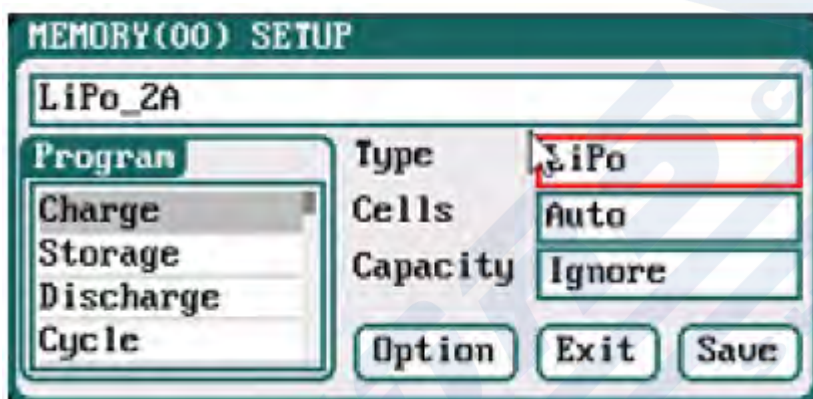 MEMORY(00) SETUP
LiPo_2A
Program
Charge
Storage
Discharge
Cycle
Type LiPo
Cells Auto
Capacity Ignore
Option Exit Save